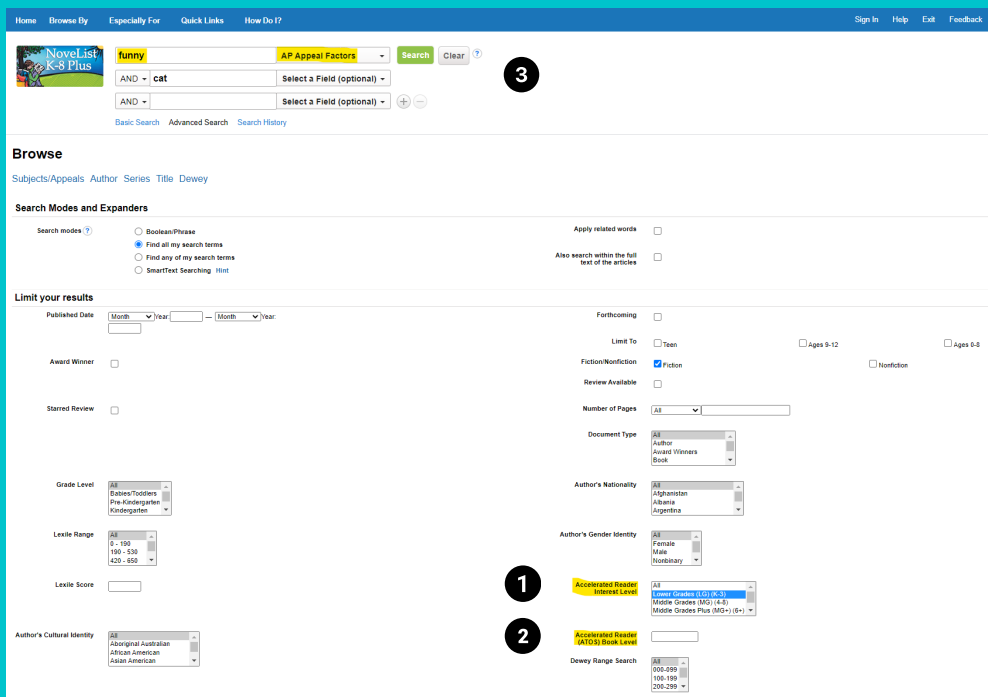 Home Browse By Especially For Quick Links How Do I? Sign In Help Exit Feedback
NoveList
K-8 Plus
funny AP Appeal Factors Search Clear ?
AND cat Select a Field (optional)
3
AND Select a Field (optional) + −
Basic Search Advanced Search Search History
Browse
Subjects/Appeals Author Series Title Dewey
Search Modes and Expanders
Search modes ? Boolean/Phrase
Find all my search terms
Find any of my search terms
SmartText Searching Hint
Apply related words
Also search within the full
text of the articles
Limit your results
Published Date Month Year: — Month Year:
Forthcoming
Limit To Teen Ages 9-12 Ages 0-8
Award Winner
Fiction/Nonfiction Fiction Nonfiction
Review Available
Starred Review
Number of Pages All
Document Type All
Author
Award Winners
Book
Grade Level All
Babies/Toddlers
Pre-Kindergarten
Kindergarten
Author's Nationality All
Afghanistan
Albania
Argentina
Lexile Range All
0 - 190
190 - 530
420 - 650
Author's Gender Identity All
Female
Male
Nonbinary
Lexile Score
1
Accelerated Reader
Interest Level
All
Lower Grades (LG) (K-3)
Middle Grades (MG) (4-8)
Middle Grades Plus (MG+) (6+)
Author's Cultural Identity All
Aboriginal Australian
African American
Asian American
2
Accelerated Reader
(ATOS) Book Level
Dewey Range Search All
000-099
100-199
200-299